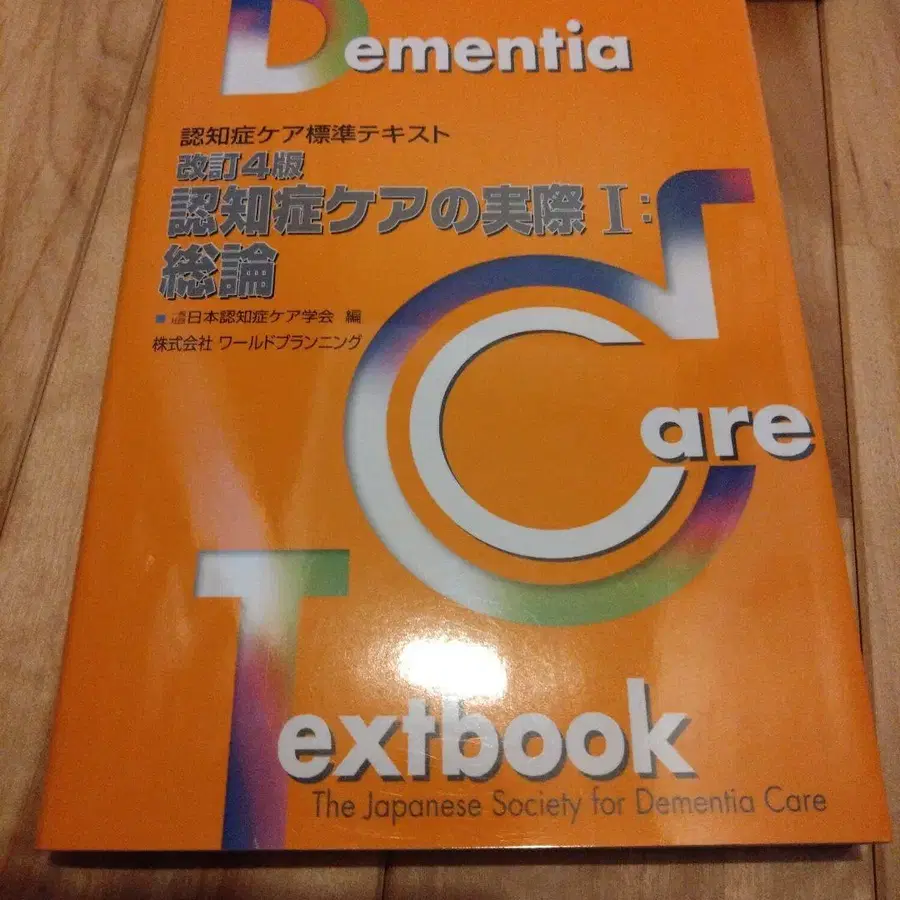 Dementia
認知症ケア標準テキスト
改訂4版
認知症ケアの実際Ⅰ:
総論
■ 日本認知症ケア学会 編
株式会社 ワールドプランニング
Care
Textbook
The Japanese Society for Dementia Care